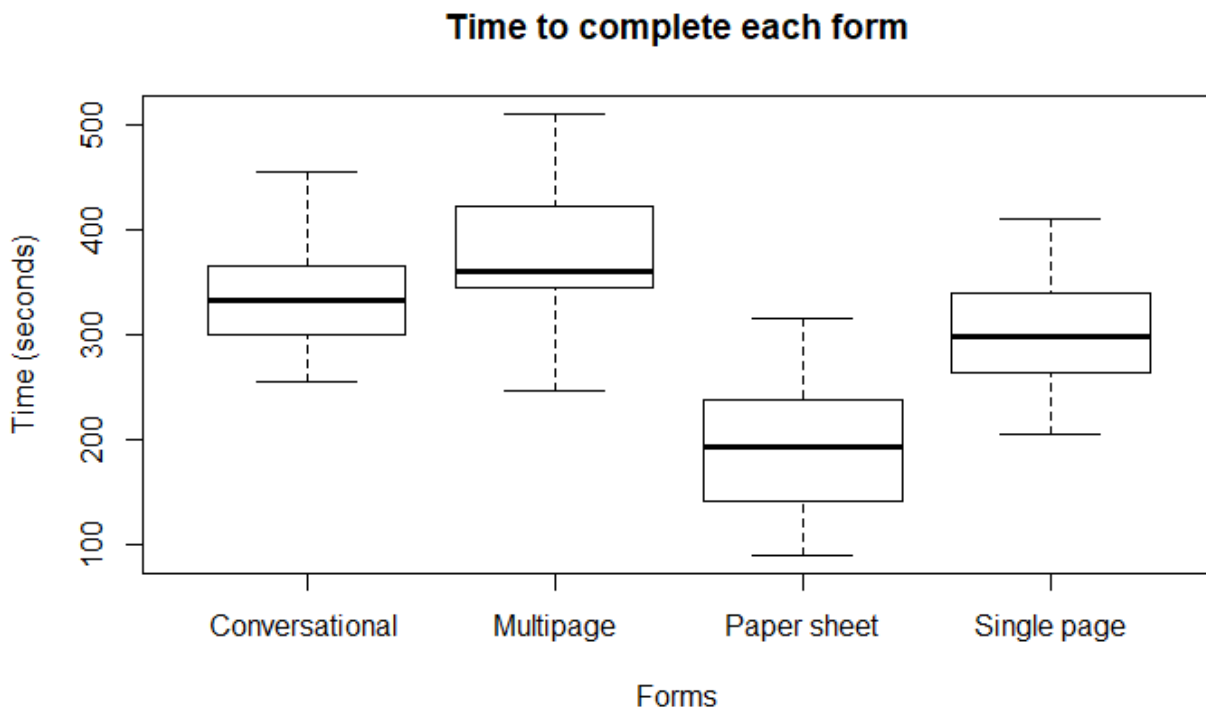 Time to complete each form
Time (seconds)
500
400
300
200
100
Conversational Multipage Paper sheet Single page
Forms